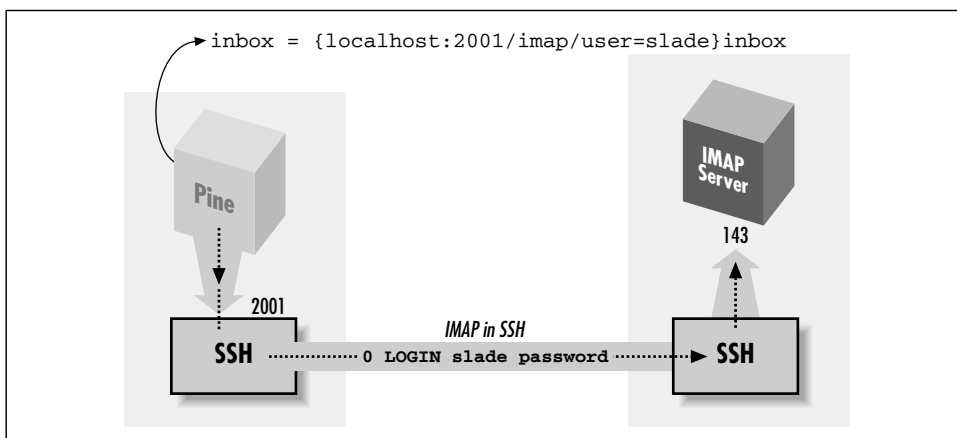 inbox = {localhost:2001/imap/user=slade}inbox
Pine
IMAP
Server
143
2001
IMAP in SSH
SSH
0 LOGIN slade password
SSH